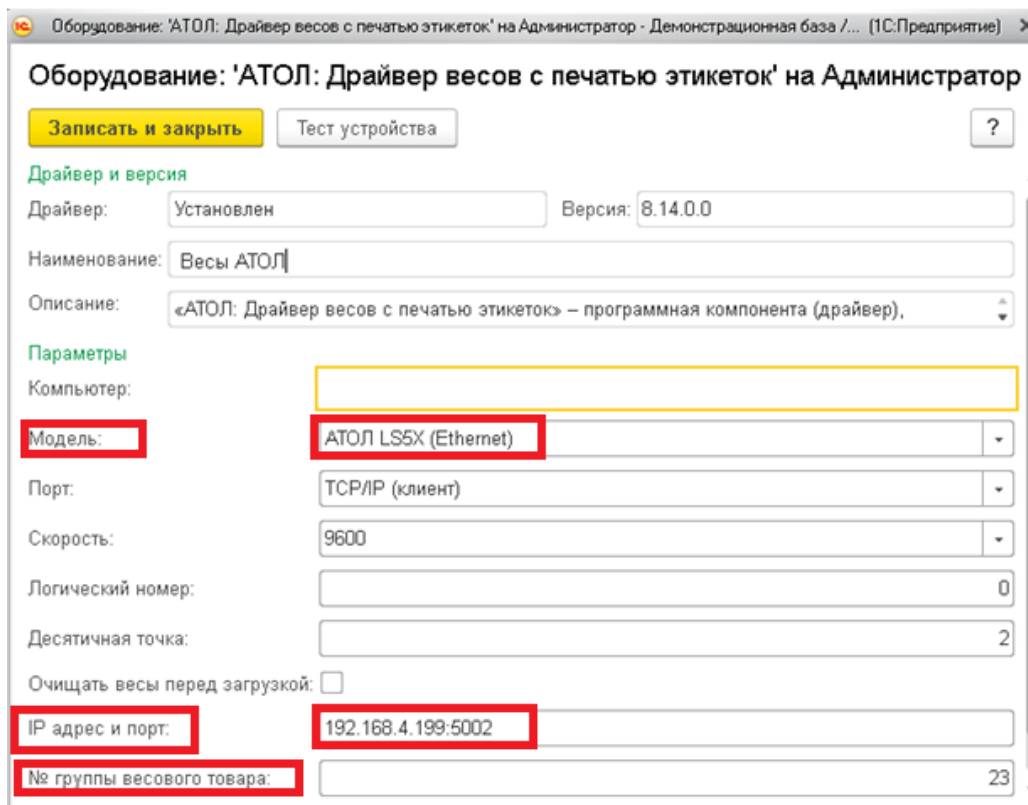 1С Оборудование: 'АТОЛ: Драйвер весов с печатью этикеток' на Администратор - Демонстрационная база /... (1С:Предприятие)
Оборудование: 'АТОЛ: Драйвер весов с печатью этикеток' на Администратор
Записать и закрыть Тест устройства ?
Драйвер и версия
Драйвер: Установлен Версия: 8.14.0.0
Наименование: Весы АТОЛ
Описание: «АТОЛ: Драйвер весов с печатью этикеток» – программная компонента (драйвер),
Параметры
Компьютер:
Модель: АТОЛ LS5X (Ethernet)
Порт: TCP/IP (клиент)
Скорость: 9600
Логический номер: 0
Десятичная точка: 2
Очищать весы перед загрузкой:
IP адрес и порт: 192.168.4.199:5002
№ группы весового товара: 23